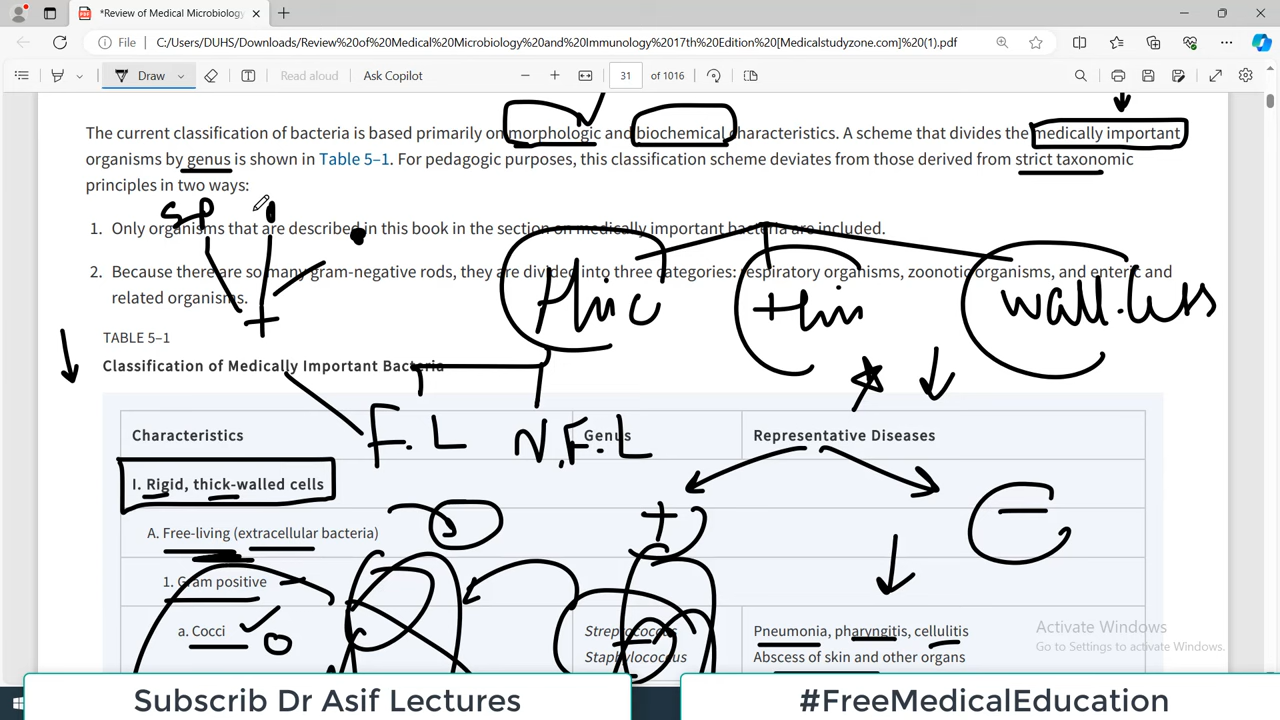 *Review of Medical Microbiology
File C:/Users/DUHS/Downloads/Review%20of%20Medical%20Microbiology%20and%20Immunology%2017th%20Edition%20[Medicalstudyzone.com]%20(1).pdf
Draw Read aloud Ask Copilot 31 of 1016
The current classification of bacteria is based primarily on morphologic and biochemical characteristics. A scheme that divides the medically important
organisms by genus is shown in Table 5–1. For pedagogic purposes, this classification scheme deviates from those derived from strict taxonomic
principles in two ways:
SP
1. Only organisms that are described in this book in the section on medically important bacteria are included.
2. Because there are so many gram-negative rods, they are divided into three categories: respiratory organisms, zoonotic organisms, and enteric and
related organisms.
thic thin wall.less
TABLE 5–1
Classification of Medically Important Bacteria
F.L N.F.L
Characteristics Genus Representative Diseases
I. Rigid, thick-walled cells
+ −
A. Free-living (extracellular bacteria)
1. Gram positive
a. Cocci Streptococcus Pneumonia, pharyngitis, cellulitis
Staphylococcus Abscess of skin and other organs
Activate Windows
Go to Settings to activate Windows.
Subscrib Dr Asif Lectures #FreeMedicalEducation